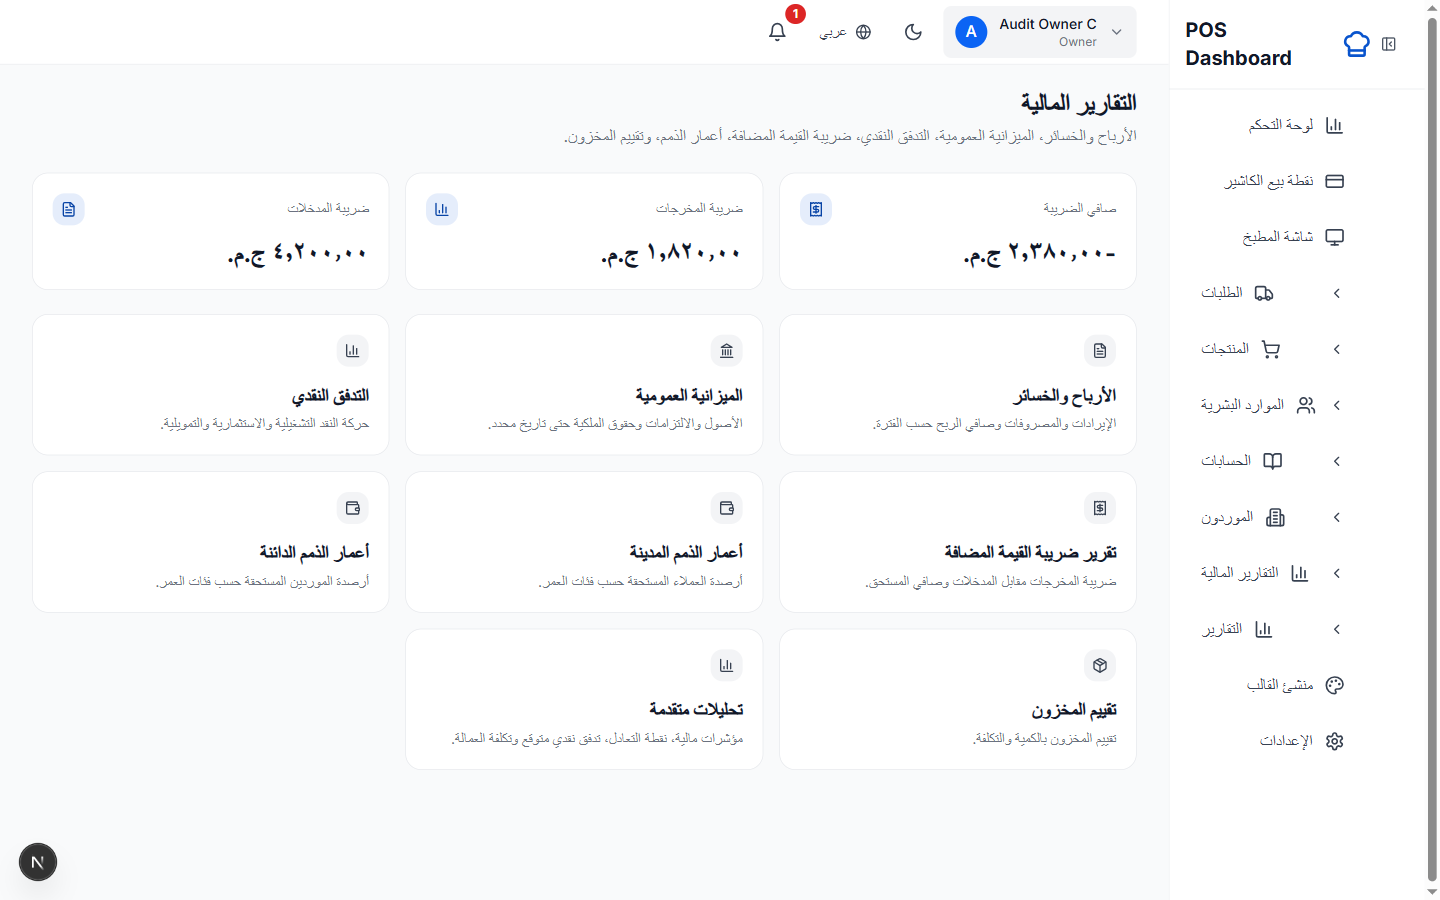 POS
Dashboard
لوحة التحكم
نقطة بيع الكاشير
شاشة المطبخ
الطلبات
المنتجات
الموارد البشرية
الحسابات
الموردون
التقارير المالية
التقارير
منشئ القالب
الإعدادات
Audit Owner C
Owner
A
عربي
1
التقارير المالية
الأرباح والخسائر، الميزانية العمومية، التدفق النقدي، ضريبة القيمة المضافة، أعمار الذمم، وتقييم المخزون.
صافي الضريبة
-٢,٣٨٠,٠٠ ج.م.
ضريبة المخرجات
١,٨٢٠,٠٠ ج.م.
ضريبة المدخلات
٤,٢٠٠,٠٠ ج.م.
الأرباح والخسائر
الإيرادات والمصروفات وصافي الربح حسب الفترة.
الميزانية العمومية
الأصول والالتزامات وحقوق الملكية حتى تاريخ محدد.
التدفق النقدي
حركة النقد التشغيلية والاستثمارية والتمويلية.
تقرير ضريبة القيمة المضافة
ضريبة المخرجات مقابل المدخلات وصافي المستحق.
أعمار الذمم المدينة
أرصدة العملاء المستحقة حسب فئات العمر.
أعمار الذمم الدائنة
أرصدة الموردين المستحقة حسب فئات العمر.
تقييم المخزون
تقييم المخزون بالكمية والتكلفة.
تحليلات متقدمة
مؤشرات مالية، نقطة التعادل، تدفق نقدي متوقع وتكلفة العمالة.
N